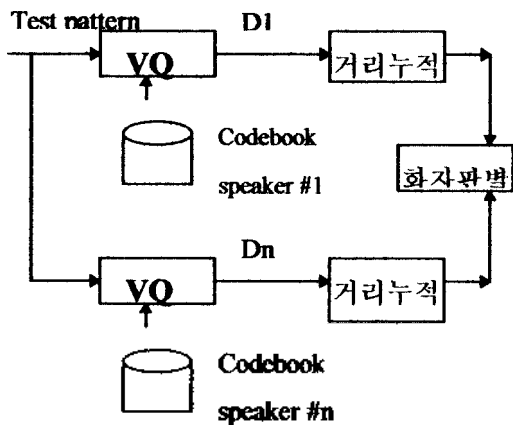 Test pattern
D1
VQ
거리누적
Codebook
speaker #1
화자판별
Dn
VQ
거리누적
Codebook
speaker #n